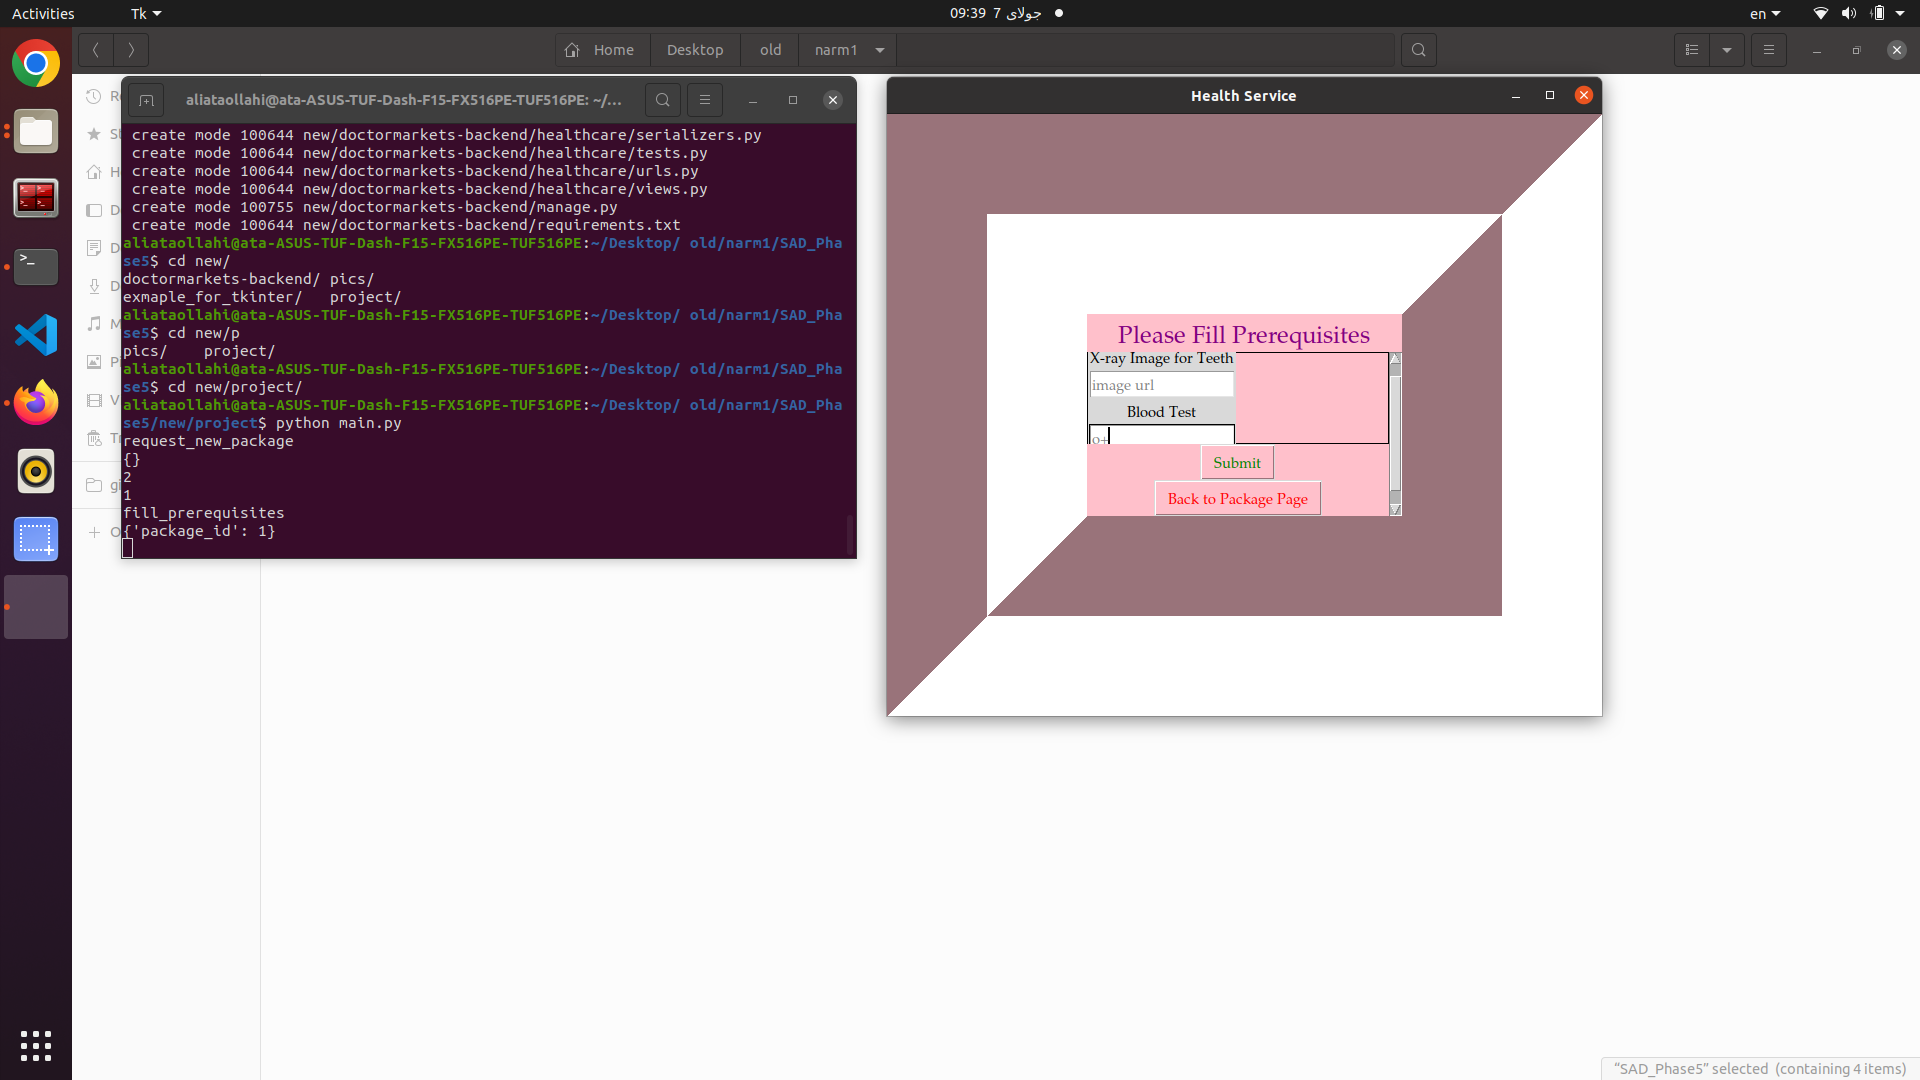 Activities
Tk
09:39 7 جولای
en
Home
Desktop
old
narm1
aliataollahi@ata-ASUS-TUF-Dash-F15-FX516PE-TUF516PE: ~/...
create mode 100644 new/doctormarkets-backend/healthcare/serializers.py
create mode 100644 new/doctormarkets-backend/healthcare/tests.py
create mode 100644 new/doctormarkets-backend/healthcare/urls.py
create mode 100644 new/doctormarkets-backend/healthcare/views.py
create mode 100755 new/doctormarkets-backend/manage.py
create mode 100644 new/doctormarkets-backend/requirements.txt
aliataollahi@ata-ASUS-TUF-Dash-F15-FX516PE-TUF516PE:~/Desktop/ old/narm1/SAD_Pha
se5$ cd new/
doctormarkets-backend/ pics/
exmaple_for_tkinter/   project/
aliataollahi@ata-ASUS-TUF-Dash-F15-FX516PE-TUF516PE:~/Desktop/ old/narm1/SAD_Pha
se5$ cd new/p
pics/    project/
aliataollahi@ata-ASUS-TUF-Dash-F15-FX516PE-TUF516PE:~/Desktop/ old/narm1/SAD_Pha
se5$ cd new/project/
aliataollahi@ata-ASUS-TUF-Dash-F15-FX516PE-TUF516PE:~/Desktop/ old/narm1/SAD_Pha
se5/new/project$ python main.py
request_new_package
{}
2
1
fill_prerequisites
{'package_id': 1}
Health Service
Please Fill Prerequisites
X-ray Image for Teeth
image url
Blood Test
o+
Submit
Back to Package Page
“SAD_Phase5” selected (containing 4 items)